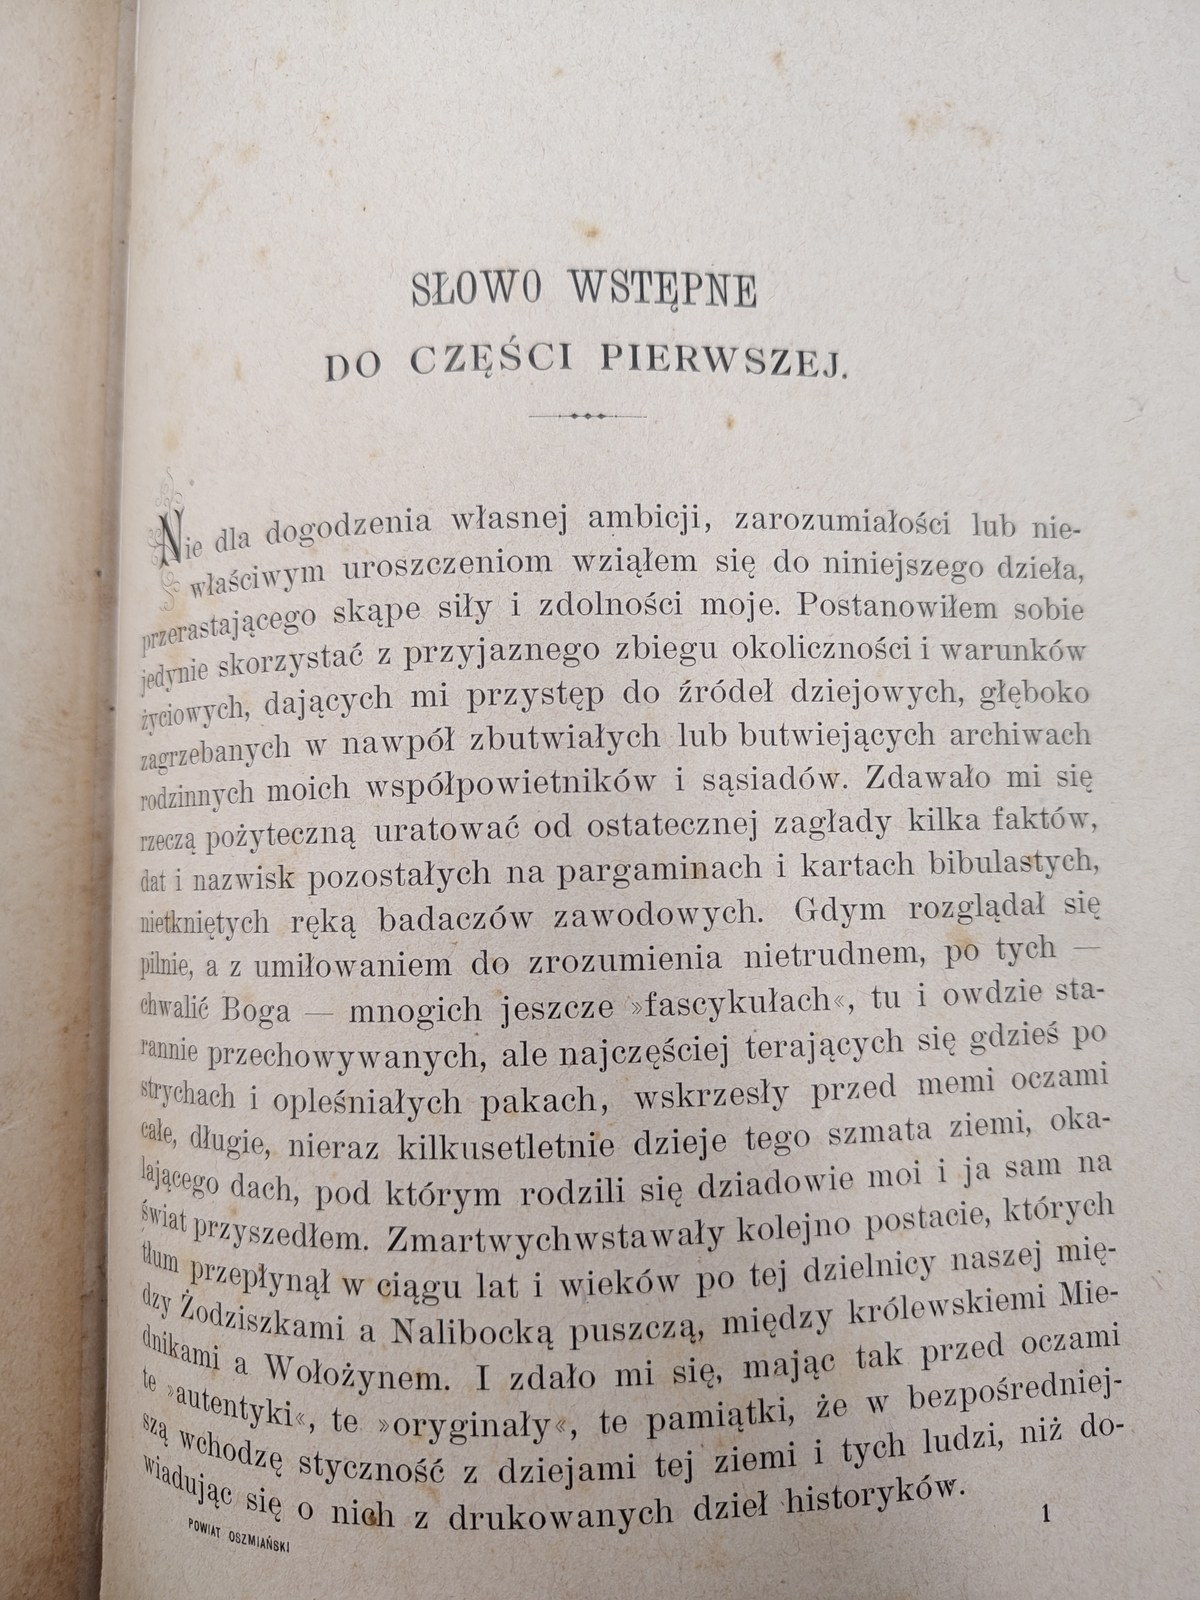 SŁOWO WSTĘPNE
DO CZĘŚCI PIERWSZEJ.
Nie dla dogodzenia własnej ambicji, zarozumiałości lub nie-
właściwym uroszczeniom wziąłem się do niniejszego dzieła,
przerastającego skąpe siły i zdolności moje. Postanowiłem sobie
jedynie skorzystać z przyjaznego zbiegu okoliczności i warunków
życiowych, dających mi przystęp do źródeł dziejowych, głęboko
zagrzebanych w nawpół zbutwiałych lub butwiejących archiwach
rodzinnych moich współpowietników i sąsiadów. Zdawało mi się
rzeczą pożyteczną uratować od ostatecznej zagłady kilka faktów,
dat i nazwisk pozostałych na pargaminach i kartach bibulastych,
nietkniętych ręką badaczów zawodowych. Gdym rozglądał się
pilnie, a z umiłowaniem do zrozumienia nietrudnem, po tych —
chwalić Boga — mnogich jeszcze »fascykułach«, tu i owdzie sta-
rannie przechowywanych, ale najczęściej terających się gdzieś po
strychach i opleśniałych pakach, wskrzesły przed memi oczami
całe, długie, nieraz kilkusetletnie dzieje tego szmata ziemi, oka-
lającego dach, pod którym rodzili się dziadowie moi i ja sam na
świat przyszedłem. Zmartwychwstawały kolejno postacie, których
tłum przepłynął w ciągu lat i wieków po tej dzielnicy naszej mię-
dzy Żodziszkami a Nalibocką puszczą, między królewskiemi Mie-
dnikami a Wołożynem. I zdało mi się, mając tak przed oczami
te »autentyki«, te »oryginały«, te pamiątki, że w bezpośredniej-
szą wchodzę styczność z dziejami tej ziemi i tych ludzi, niż do-
wiadując się o nich z drukowanych dzieł historyków.
POWIAT OSZMIAŃSKI
1